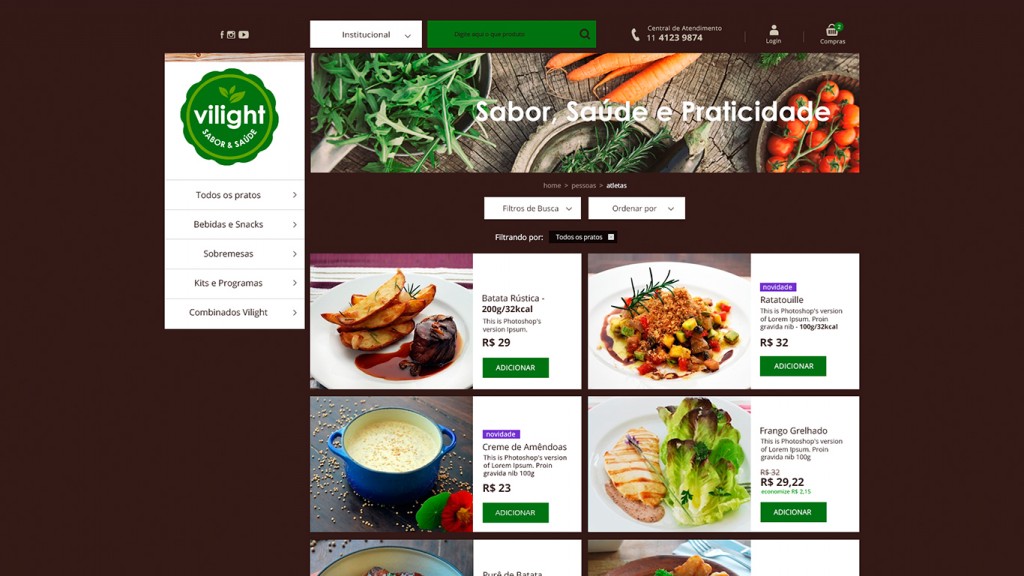 Institucional
Digite aqui o que produto
Central de Atendimento
11 4123 9874
Login
2
Compras
vilight
SABOR & SAÚDE
Todos os pratos
Bebidas e Snacks
Sobremesas
Kits e Programas
Combinados Vilight
Sabor, Saúde e Praticidade
home > pessoas > atletas
Filtros de Busca
Ordenar por
Filtrando por:
Todos os pratos
Batata Rústica -
200g/32kcal
This is Photoshop's
version Ipsum.
R$ 29
ADICIONAR
novidade
Ratatouille
This is Photoshop's version
of Lorem Ipsum. Proin
gravida nib - 100g/32kcal
R$ 32
ADICIONAR
novidade
Creme de Amêndoas
This is Photoshop's version
of Lorem Ipsum. Proin
gravida nib 100g
R$ 23
ADICIONAR
Frango Grelhado
This is Photoshop's version
of Lorem Ipsum. Proin
gravida nib 100g
R$ 32
R$ 29,22
economize R$ 2,15
ADICIONAR
Purê de Batata